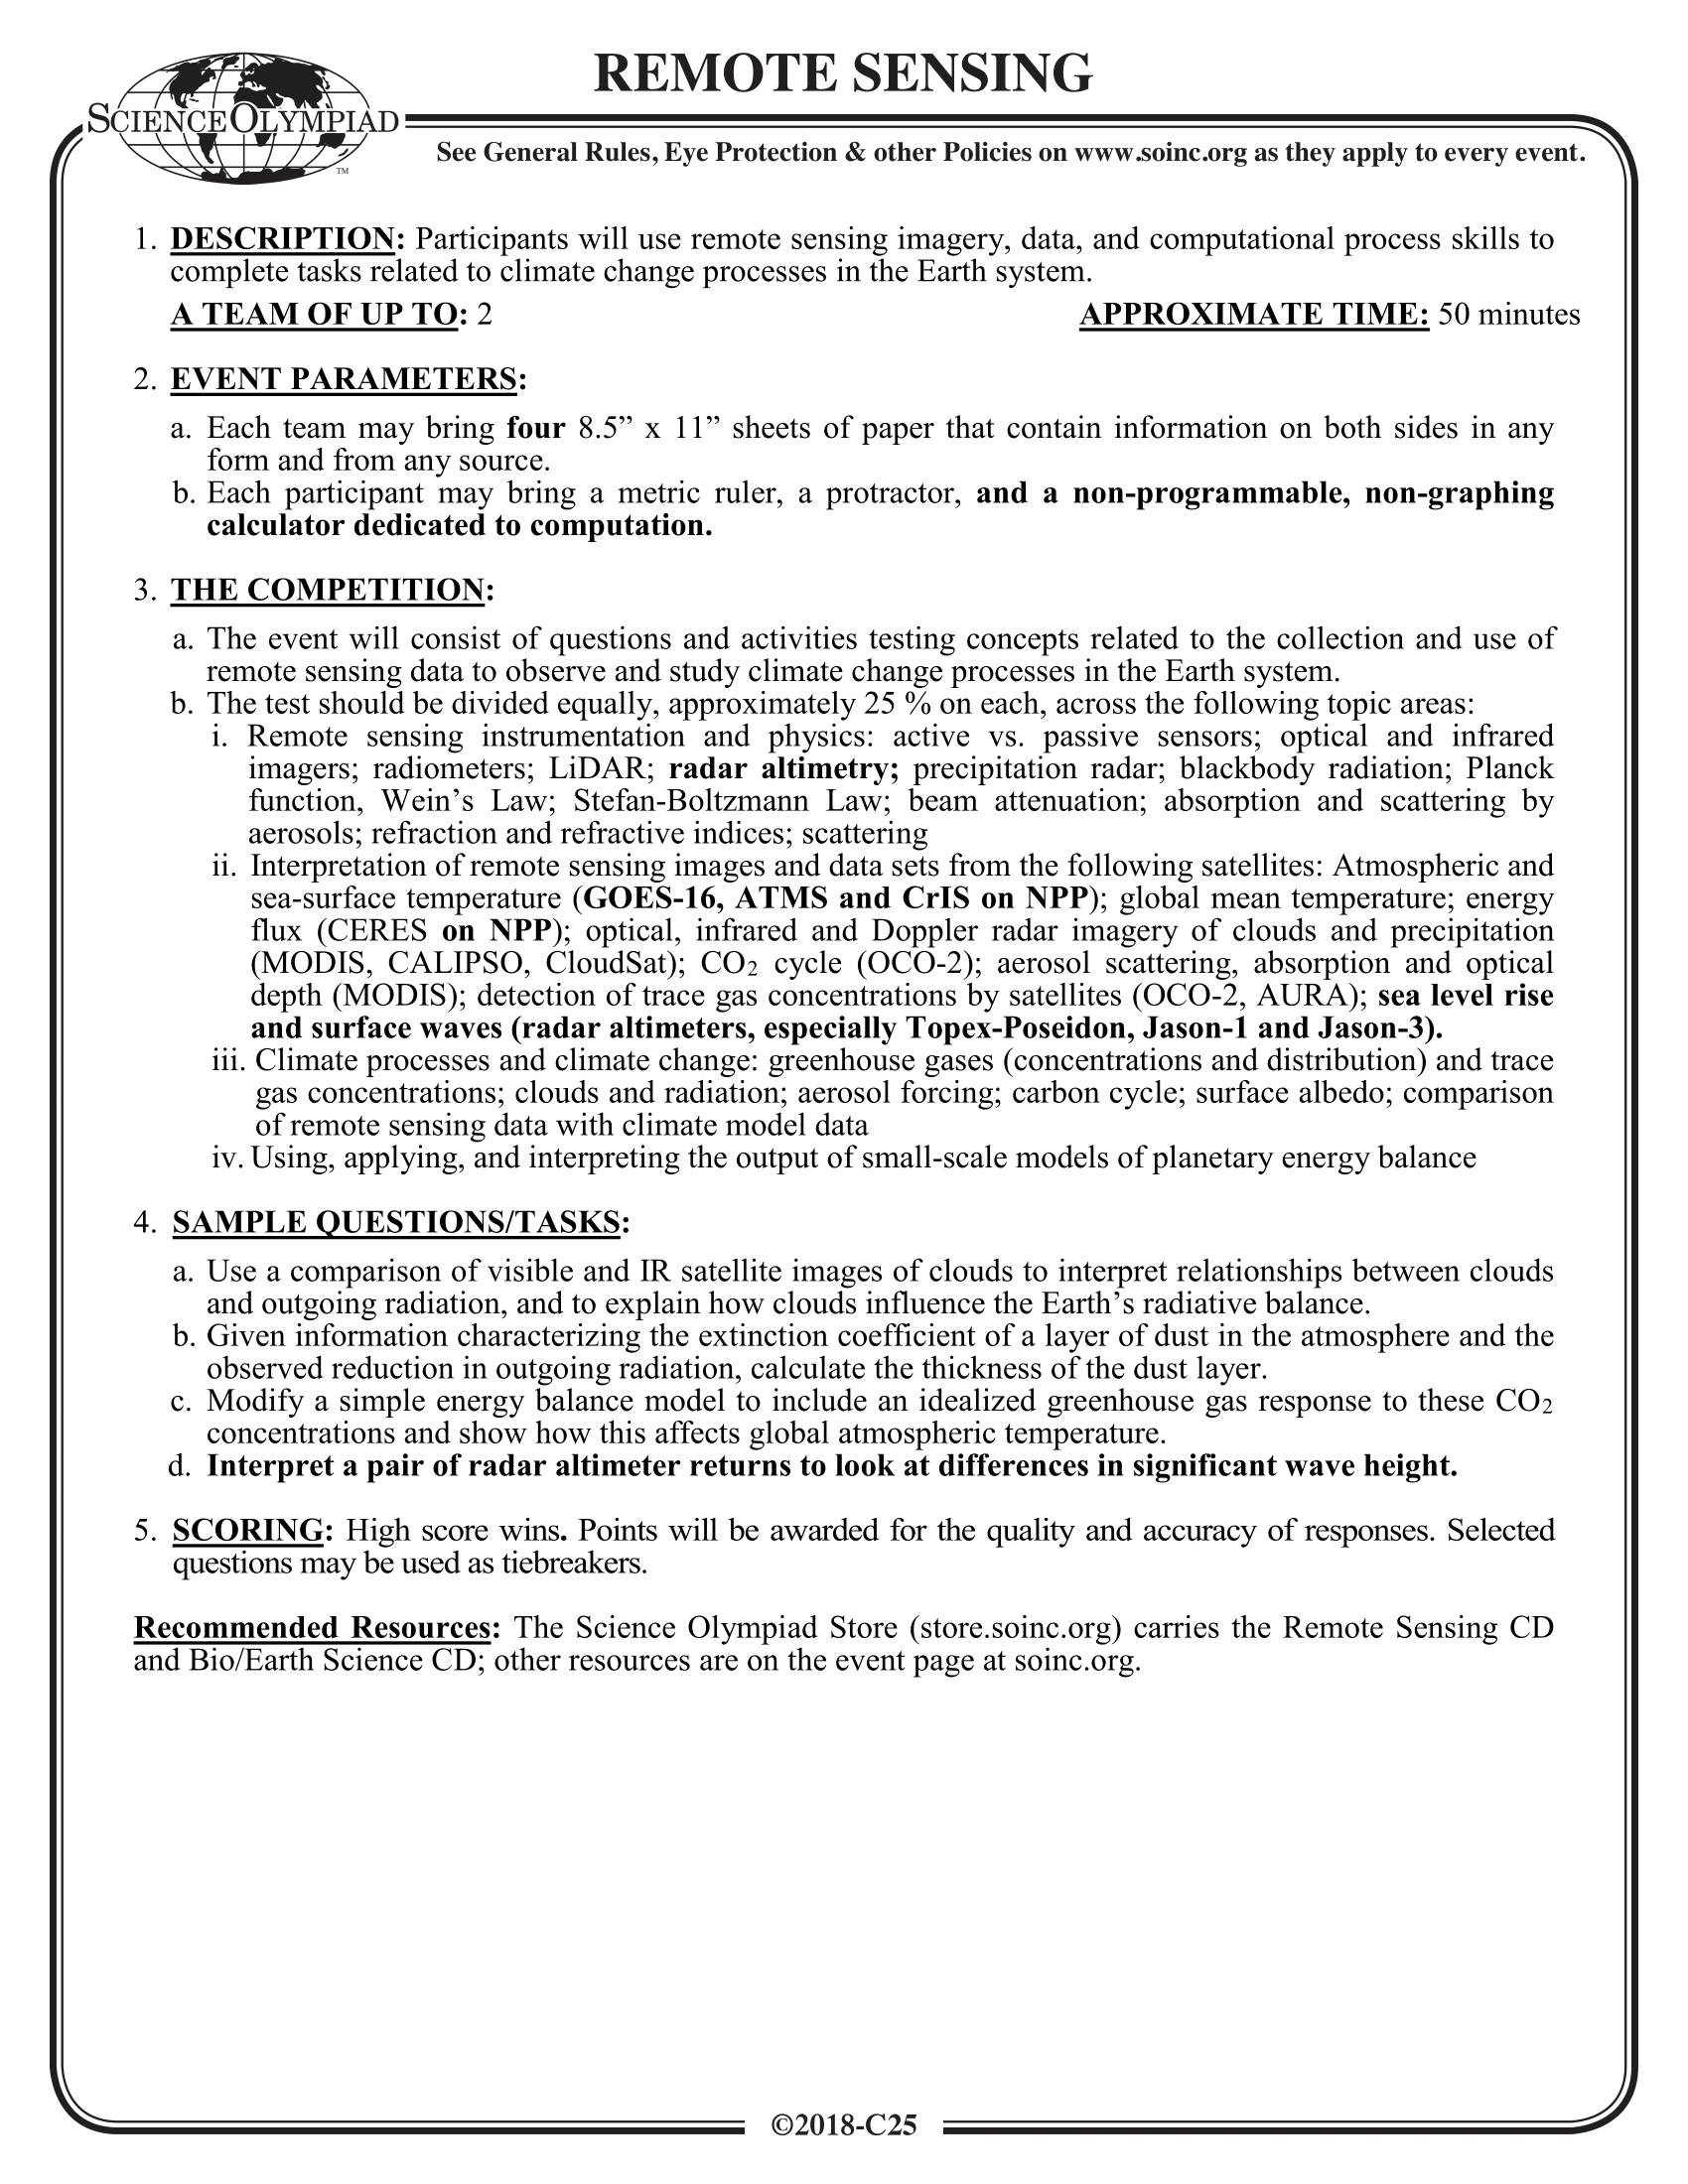 REMOTE SENSING
SCIENCE OLYMPIAD
™
See General Rules, Eye Protection & other Policies on www.soinc.org as they apply to every event.
1. DESCRIPTION: Participants will use remote sensing imagery, data, and computational process skills to
complete tasks related to climate change processes in the Earth system.
A TEAM OF UP TO: 2 APPROXIMATE TIME: 50 minutes
2. EVENT PARAMETERS:
a. Each team may bring four 8.5” x 11” sheets of paper that contain information on both sides in any
form and from any source.
b. Each participant may bring a metric ruler, a protractor, and a non-programmable, non-graphing
calculator dedicated to computation.
3. THE COMPETITION:
a. The event will consist of questions and activities testing concepts related to the collection and use of
remote sensing data to observe and study climate change processes in the Earth system.
b. The test should be divided equally, approximately 25 % on each, across the following topic areas:
i. Remote sensing instrumentation and physics: active vs. passive sensors; optical and infrared
imagers; radiometers; LiDAR; radar altimetry; precipitation radar; blackbody radiation; Planck
function, Wein’s Law; Stefan-Boltzmann Law; beam attenuation; absorption and scattering by
aerosols; refraction and refractive indices; scattering
ii. Interpretation of remote sensing images and data sets from the following satellites: Atmospheric and
sea-surface temperature (GOES-16, ATMS and CrIS on NPP); global mean temperature; energy
flux (CERES on NPP); optical, infrared and Doppler radar imagery of clouds and precipitation
(MODIS, CALIPSO, CloudSat); CO2 cycle (OCO-2); aerosol scattering, absorption and optical
depth (MODIS); detection of trace gas concentrations by satellites (OCO-2, AURA); sea level rise
and surface waves (radar altimeters, especially Topex-Poseidon, Jason-1 and Jason-3).
iii. Climate processes and climate change: greenhouse gases (concentrations and distribution) and trace
gas concentrations; clouds and radiation; aerosol forcing; carbon cycle; surface albedo; comparison
of remote sensing data with climate model data
iv. Using, applying, and interpreting the output of small-scale models of planetary energy balance
4. SAMPLE QUESTIONS/TASKS:
a. Use a comparison of visible and IR satellite images of clouds to interpret relationships between clouds
and outgoing radiation, and to explain how clouds influence the Earth’s radiative balance.
b. Given information characterizing the extinction coefficient of a layer of dust in the atmosphere and the
observed reduction in outgoing radiation, calculate the thickness of the dust layer.
c. Modify a simple energy balance model to include an idealized greenhouse gas response to these CO2
concentrations and show how this affects global atmospheric temperature.
d. Interpret a pair of radar altimeter returns to look at differences in significant wave height.
5. SCORING: High score wins. Points will be awarded for the quality and accuracy of responses. Selected
questions may be used as tiebreakers.
Recommended Resources: The Science Olympiad Store (store.soinc.org) carries the Remote Sensing CD
and Bio/Earth Science CD; other resources are on the event page at soinc.org.
©2018-C25